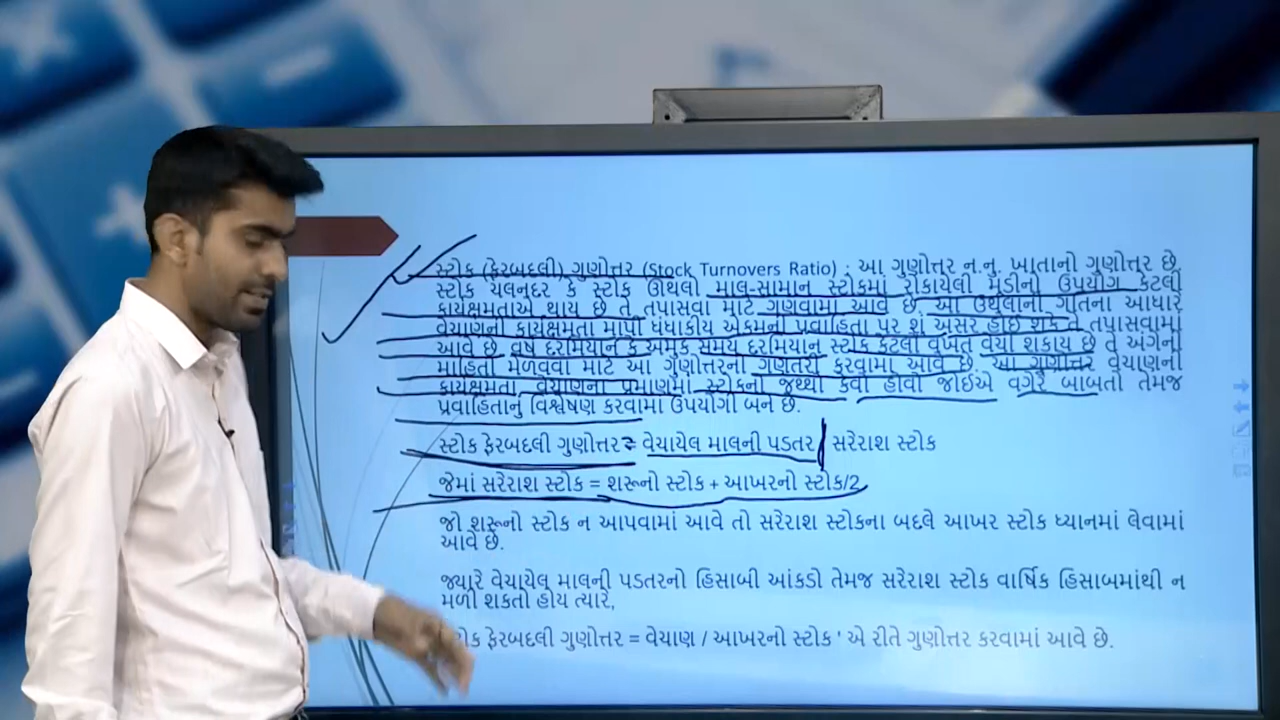 સ્ટોક (ફેરબદલી) ગુણોત્તર (Stock Turnovers Ratio) : આ ગુણોત્તર ન.નુ. ખાતાનો ગુણોત્તર છે.
સ્ટોક ચલનદર કે સ્ટોક ઊથલો માલ-સામાન સ્ટોકમાં રોકાયેલી મૂડીનો ઉપયોગ કેટલી
કાર્યક્ષમતાએ થાય છે તે તપાસવા માટે ગણવામાં આવે છે. આ ઉથલાની ગતિના આધારે
વેચાણની કાર્યક્ષમતા માપી ધંધાકીય એકમની પ્રવાહિતા પર શું અસર હોઈ શકે તે તપાસવામાં
આવે છે વર્ષ દરમિયાન કે અમુક સમય દરમિયાન સ્ટોક કેટલી વખત વેચી શકાય છે તે અંગેની
માહિતી મેળવવા માટે આ ગુણોત્તરની ગણતરી કરવામાં આવે છે. આ ગુણોત્તર વેચાણની
કાર્યક્ષમતા વેચાણના પ્રમાણમાં સ્ટોકનો જથ્થો કેવો હોવો જોઈએ વગેરે બાબતો તેમજ
પ્રવાહિતાનું વિશ્લેષણ કરવામાં ઉપયોગી બને છે.
સ્ટોક ફેરબદલી ગુણોત્તર = વેચાયેલ માલની પડતર / સરેરાશ સ્ટોક
જેમાં સરેરાશ સ્ટોક = શરૂનો સ્ટોક + આખરનો સ્ટોક/2
જો શરૂનો સ્ટોક ન આપવામાં આવે તો સરેરાશ સ્ટોકના બદલે આખર સ્ટોક ધ્યાનમાં લેવામાં
આવે છે.
જ્યારે વેચાયેલ માલની પડતરનો હિસાબી આંકડો તેમજ સરેરાશ સ્ટોક વાર્ષિક હિસાબમાંથી ન
મળી શકતો હોય ત્યારે,
ફેરબદલી ગુણોત્તર = વેચાણ / આખરનો સ્ટોક ' એ રીતે ગુણોત્તર કરવામાં આવે છે.